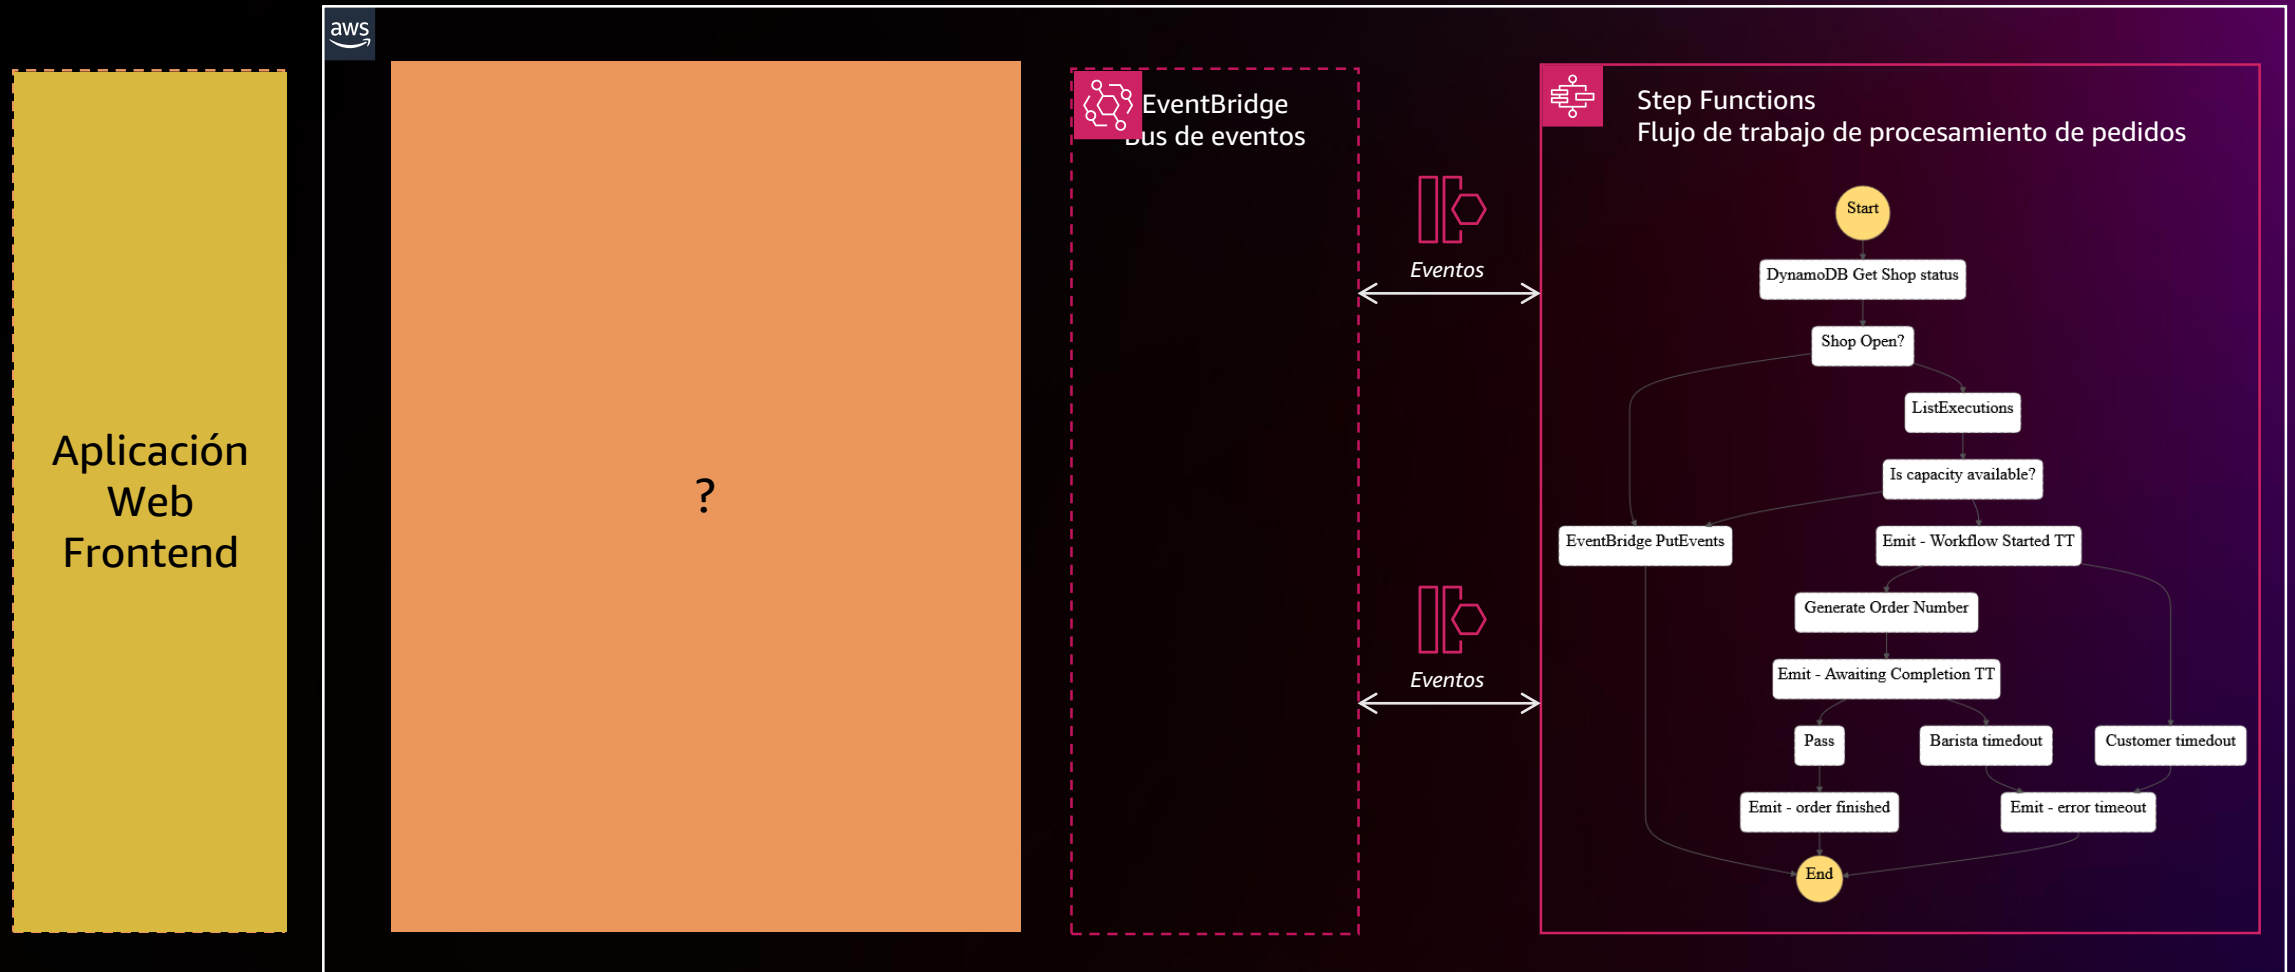 aws
Aplicación
Web
Frontend
?
EventBridge
Bus de eventos
Eventos
Eventos
Step Functions
Flujo de trabajo de procesamiento de pedidos
Start
DynamoDB Get Shop status
Shop Open?
ListExecutions
Is capacity available?
EventBridge PutEvents
Emit - Workflow Started TT
Generate Order Number
Emit - Awaiting Completion TT
Pass
Barista timedout
Customer timedout
Emit - order finished
Emit - error timeout
End